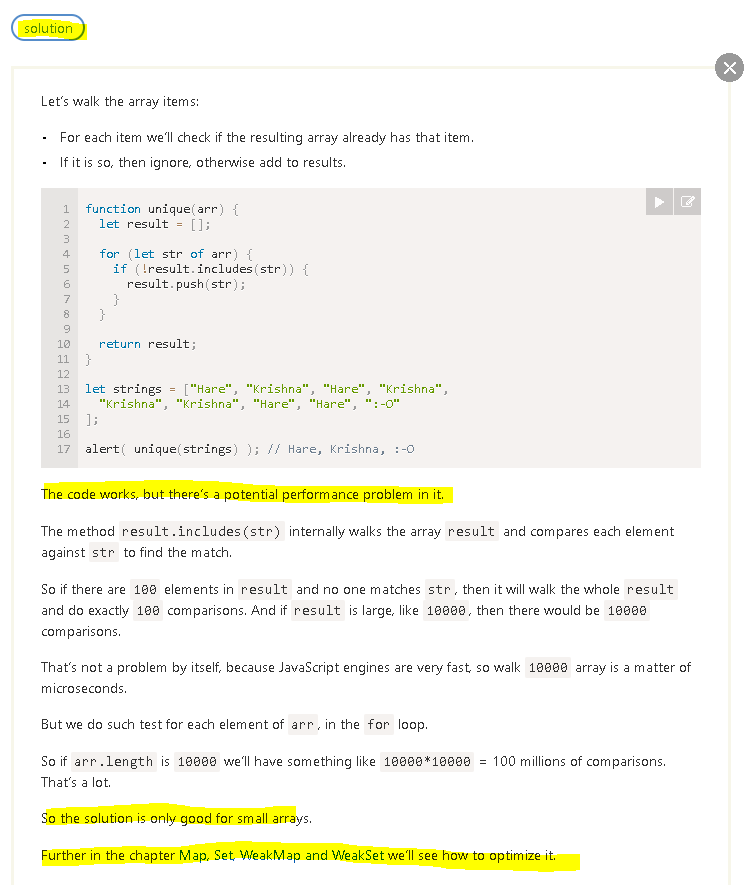 solution
Let's walk the array items:
• For each item we'll check if the resulting array already has that item.
• If it is so, then ignore, otherwise add to results.
1 function unique(arr) {
2   let result = [];
3
4   for (let str of arr) {
5     if (!result.includes(str)) {
6       result.push(str);
7     }
8   }
9
10   return result;
11 }
12
13 let strings = ["Hare", "Krishna", "Hare", "Krishna",
14   "Krishna", "Krishna", "Hare", "Hare", ":-O"
15 ];
16
17 alert( unique(strings) ); // Hare, Krishna, :-O
The code works, but there's a potential performance problem in it.
The method result.includes(str) internally walks the array result and compares each element
against str to find the match.
So if there are 100 elements in result and no one matches str, then it will walk the whole result
and do exactly 100 comparisons. And if result is large, like 10000, then there would be 10000
comparisons.
That's not a problem by itself, because JavaScript engines are very fast, so walk 10000 array is a matter of
microseconds.
But we do such test for each element of arr, in the for loop.
So if arr.length is 10000 we'll have something like 10000*10000 = 100 millions of comparisons.
That's a lot.
So the solution is only good for small arrays.
Further in the chapter Map, Set, WeakMap and WeakSet we'll see how to optimize it.